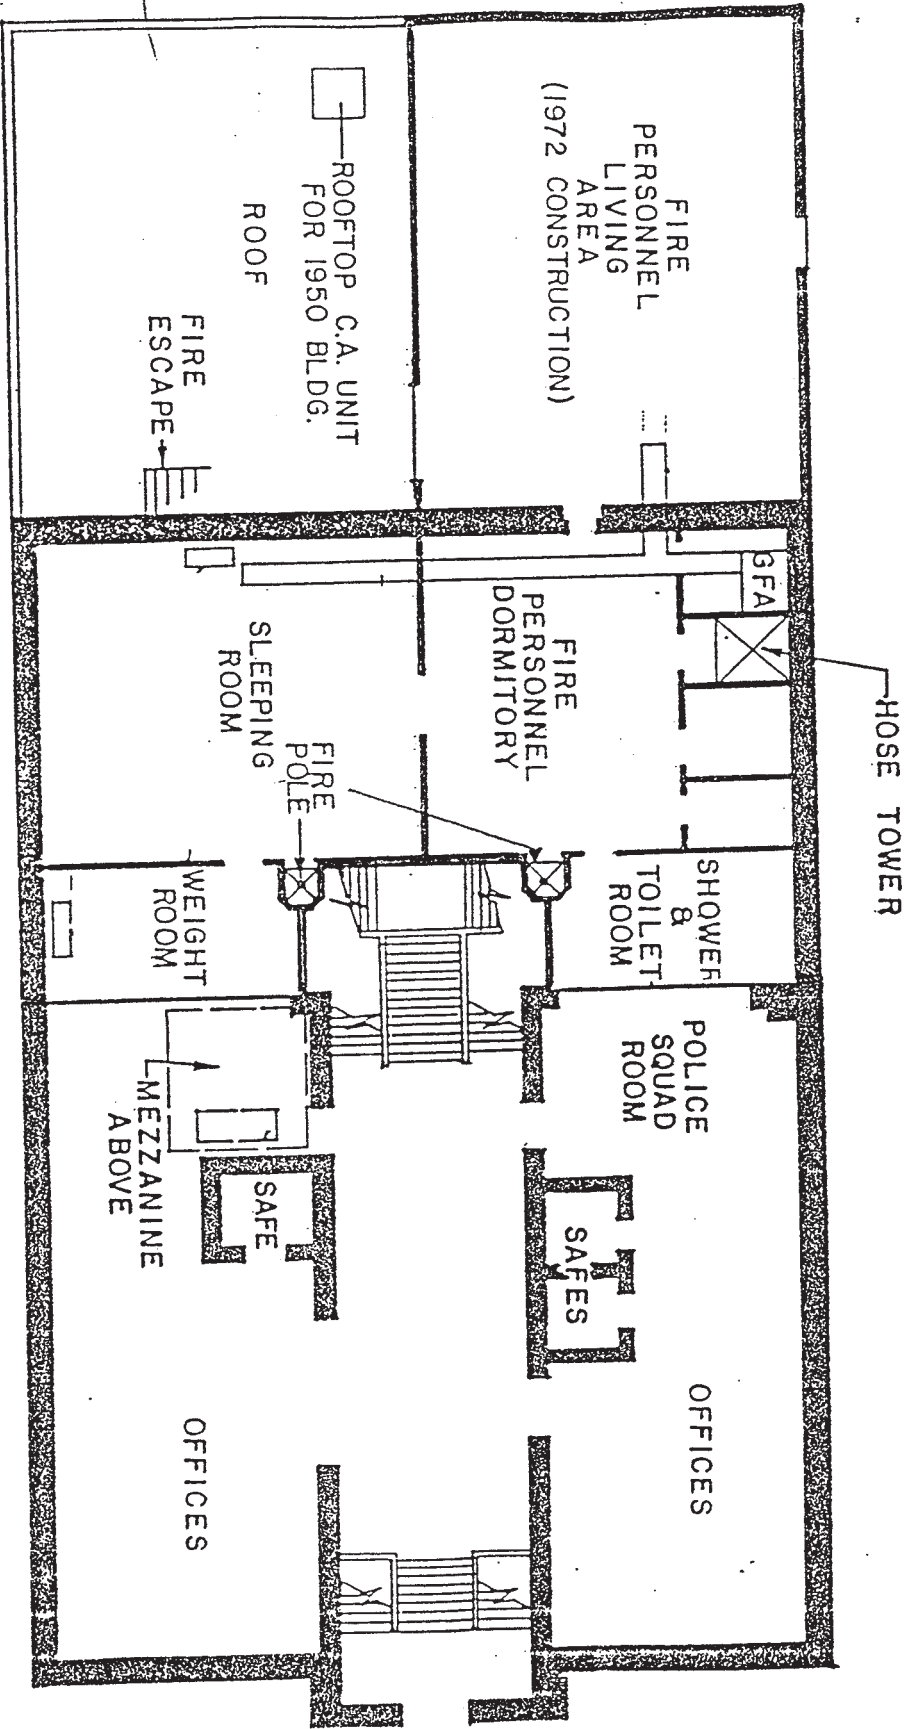 HOSE TOWER
FIRE
PERSONNEL
LIVING
AREA
(1972 CONSTRUCTION)
ROOFTOP C.A. UNIT
FOR 1950 BLDG.
ROOF
FIRE
ESCAPE
GFA
FIRE
PERSONNEL
DORMITORY
SLEEPING
ROOM
FIRE
POLE
SHOWER
&
TOILET
ROOM
WEIGHT
ROOM
POLICE
SQUAD
ROOM
MEZZANINE
ABOVE
SAFE
SAFES
OFFICES
OFFICES